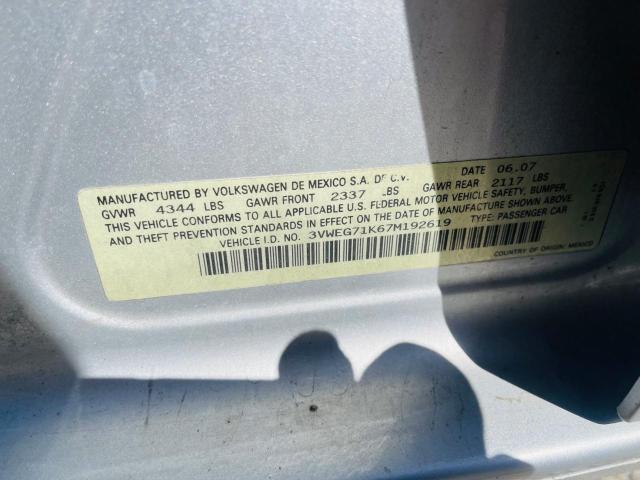 MANUFACTURED BY VOLKSWAGEN DE MEXICO S.A. DE C.V. DATE 06.07
GVWR 4344 LBS GAWR FRONT 2337 LBS GAWR REAR 2117 LBS
THIS VEHICLE CONFORMS TO ALL APPLICABLE U.S. FEDERAL MOTOR VEHICLE SAFETY, BUMPER,
AND THEFT PREVENTION STANDARDS IN EFFECT ON THE DATE OF MANUFACTURE SHOWN ABOVE.
VEHICLE I.D. NO. 3VWEG71K67M192619 TYPE: PASSENGER CAR
COUNTRY OF ORIGIN: MEXICO